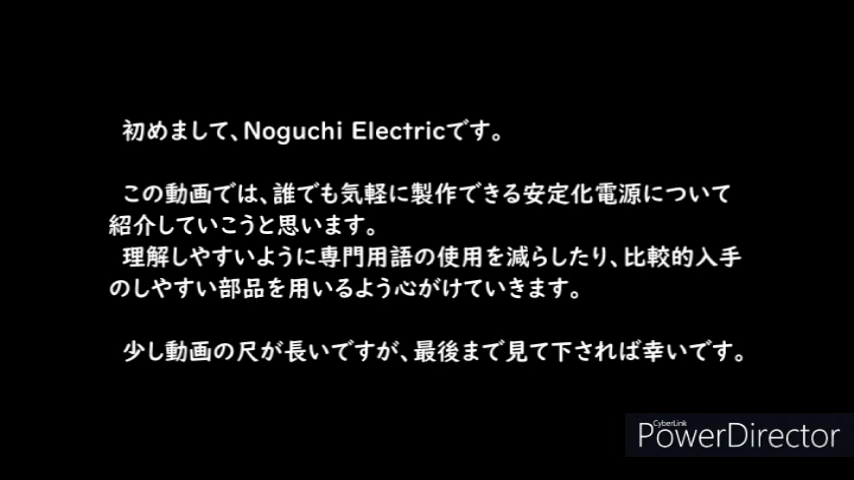 初めまして、Noguchi Electricです。
この動画では、誰でも気軽に製作できる安定化電源について
紹介していこうと思います。
理解しやすいように専門用語の使用を減らしたり、比較的入手
のしやすい部品を用いるよう心がけていきます。
少し動画の尺が長いですが、最後まで見て下されば幸いです。
CyberLink
PowerDirector